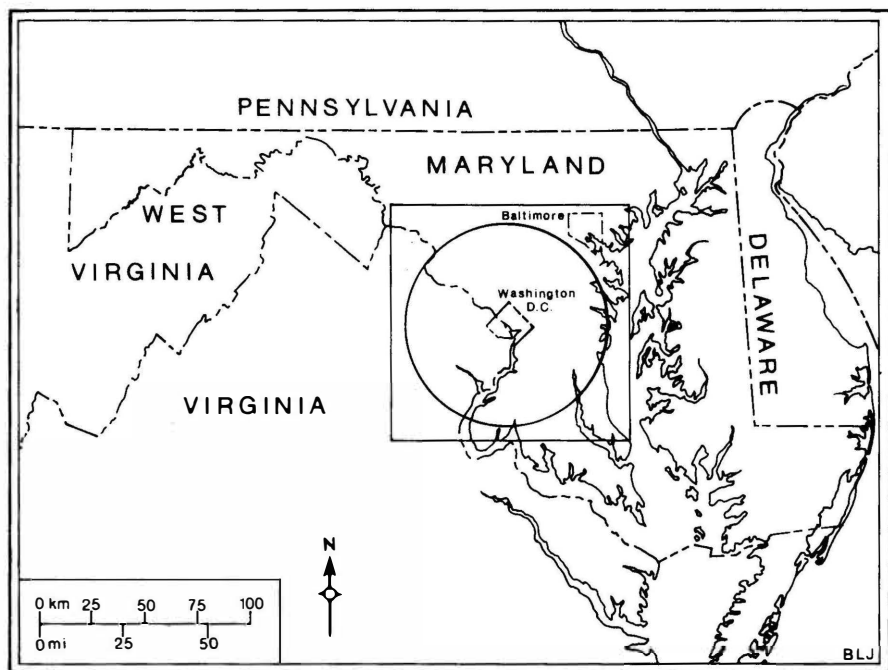 PENNSYLVANIA
MARYLAND
WEST
VIRGINIA
Baltimore
Washington
D.C.
DELAWARE
VIRGINIA
N
0 km 25 50 75 100
0 mi 25 50
BLJ